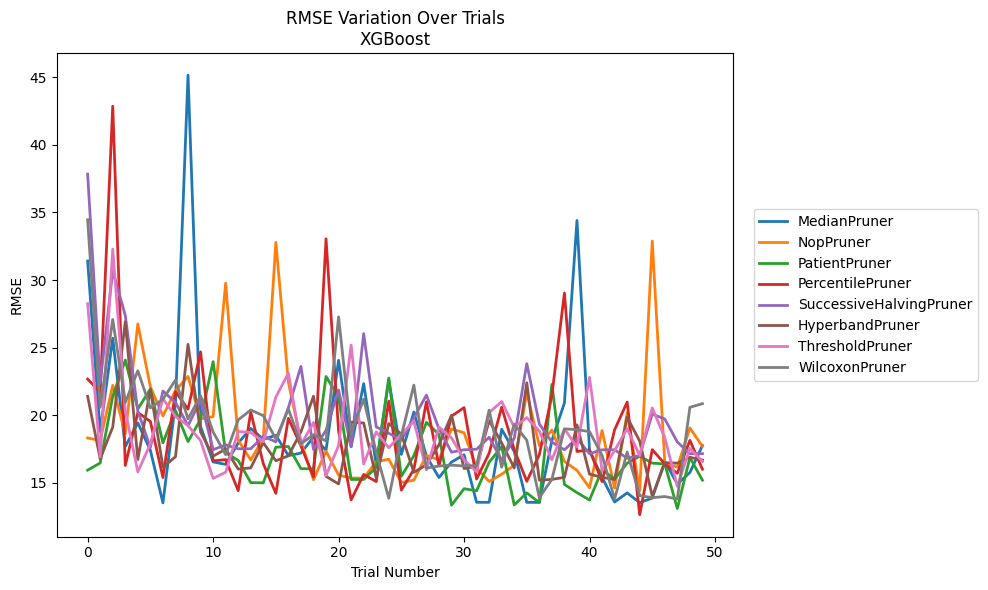 RMSE Variation Over Trials
XGBoost
RMSE
45
40
35
30
25
20
15
0
10
20
30
40
50
Trial Number
MedianPruner
NopPruner
PatientPruner
PercentilePruner
SuccessiveHalvingPruner
HyperbandPruner
ThresholdPruner
WilcoxonPruner